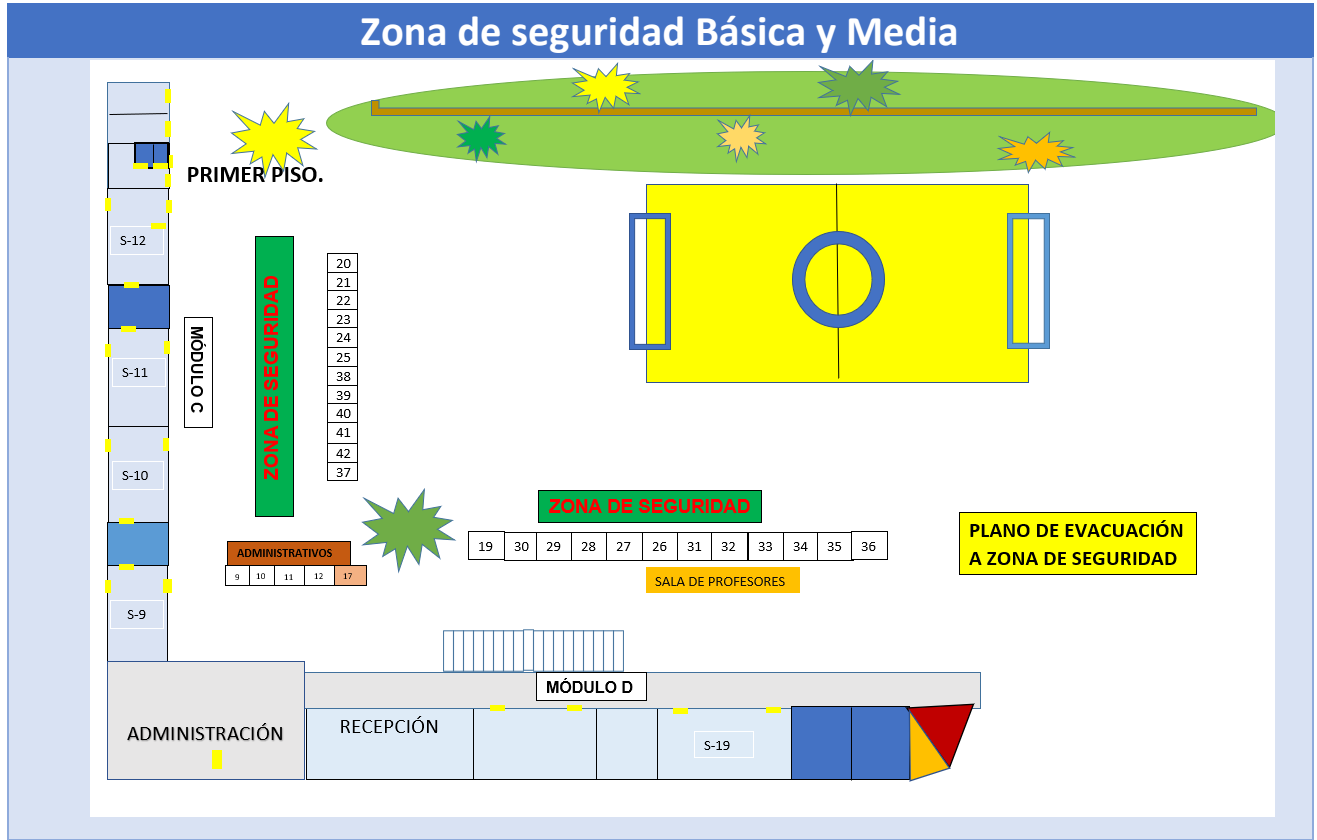 Zona de seguridad Básica y Media
PRIMER PISO.
S-12
S-11
S-10
S-9
MÓDULO C
ZONA DE SEGURIDAD
20
21
22
23
24
25
38
39
40
41
42
37
ZONA DE SEGURIDAD
19 30 29 28 27 26 31 32 33 34 35 36
SALA DE PROFESORES
PLANO DE EVACUACIÓN
A ZONA DE SEGURIDAD
ADMINISTRATIVOS
9 10 11 12 17
MÓDULO D
ADMINISTRACIÓN
RECEPCIÓN
S-19